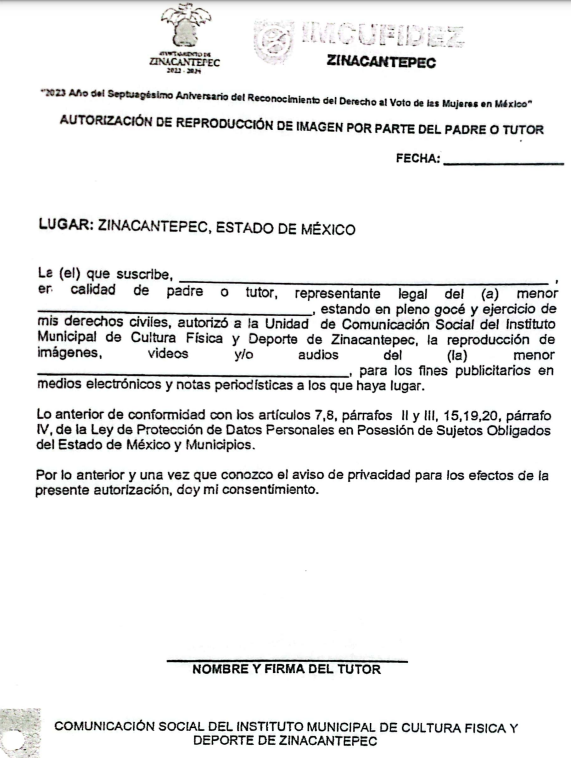 AYUNTAMIENTO DE
ZINACANTEPEC
2022 - 2024
IMCUFIDEZ
ZINACANTEPEC
"2023 Año del Septuagésimo Aniversario del Reconocimiento del Derecho al Voto de las Mujeres en México"
AUTORIZACIÓN DE REPRODUCCIÓN DE IMAGEN POR PARTE DEL PADRE O TUTOR
FECHA:
LUGAR: ZINACANTEPEC, ESTADO DE MÉXICO
La (el) que suscribe, ,
en calidad de padre o tutor, representante legal del (a) menor
, estando en pleno gocé y ejercicio de
mis derechos civiles, autorizó a la Unidad de Comunicación Social del Instituto
Municipal de Cultura Física y Deporte de Zinacantepec, la reproducción de
imágenes, videos y/o audios del (la) menor
, para los fines publicitarios en
medios electrónicos y notas periodísticas a los que haya lugar.
Lo anterior de conformidad con los artículos 7,8, párrafos II y III, 15,19,20, párrafo
IV, de la Ley de Protección de Datos Personales en Posesión de Sujetos Obligados
del Estado de México y Municipios.
Por lo anterior y una vez que conozco el aviso de privacidad para los efectos de la
presente autorización, doy mi consentimiento.
NOMBRE Y FIRMA DEL TUTOR
COMUNICACIÓN SOCIAL DEL INSTITUTO MUNICIPAL DE CULTURA FISICA Y
DEPORTE DE ZINACANTEPEC